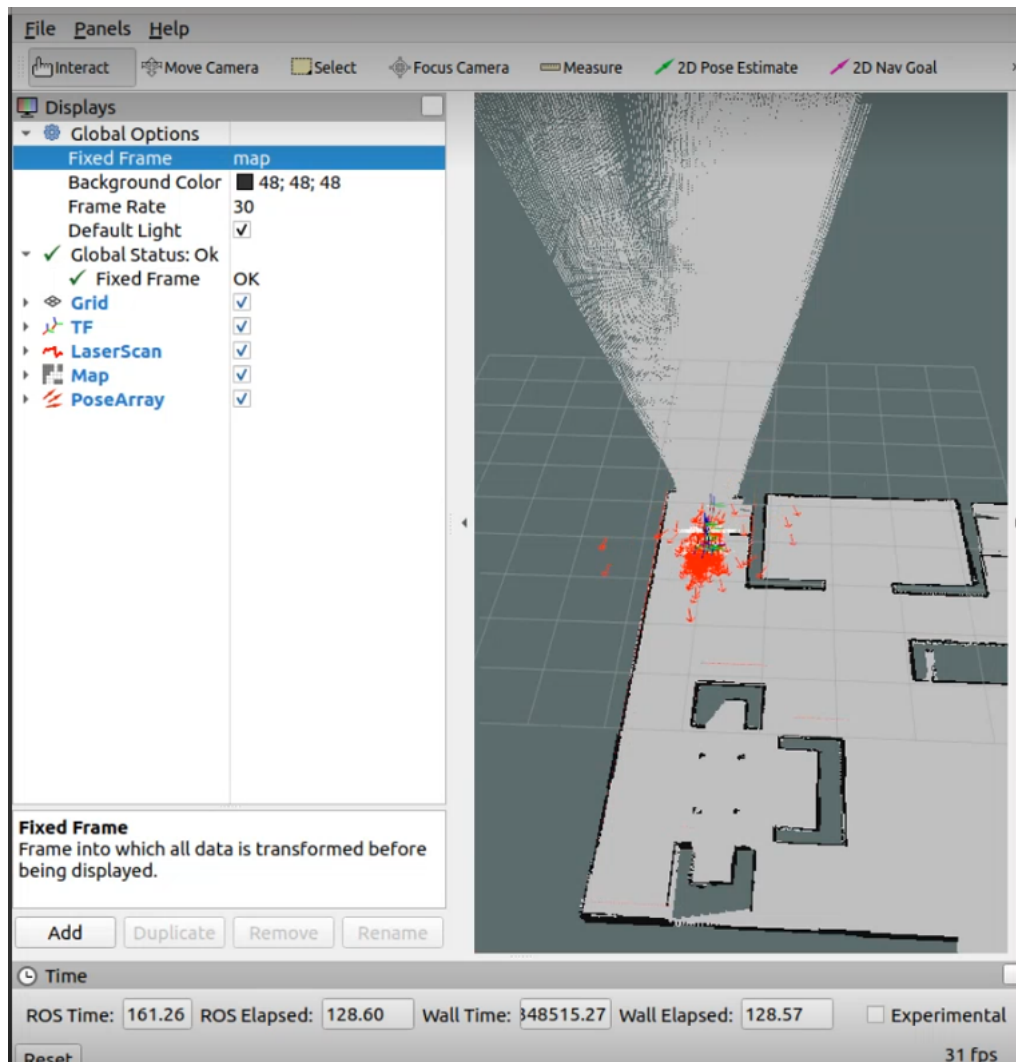 File Panels Help
Interact Move Camera Select Focus Camera Measure 2D Pose Estimate 2D Nav Goal
Displays
Global Options
Fixed Frame map
Background Color 48; 48; 48
Frame Rate 30
Default Light
Global Status: Ok
Fixed Frame OK
Grid
TF
LaserScan
Map
PoseArray
Fixed Frame
Frame into which all data is transformed before
being displayed.
Add Duplicate Remove Rename
Time
ROS Time: 161.26 ROS Elapsed: 128.60 Wall Time: 348515.27 Wall Elapsed: 128.57 Experimental
Reset 31 fps